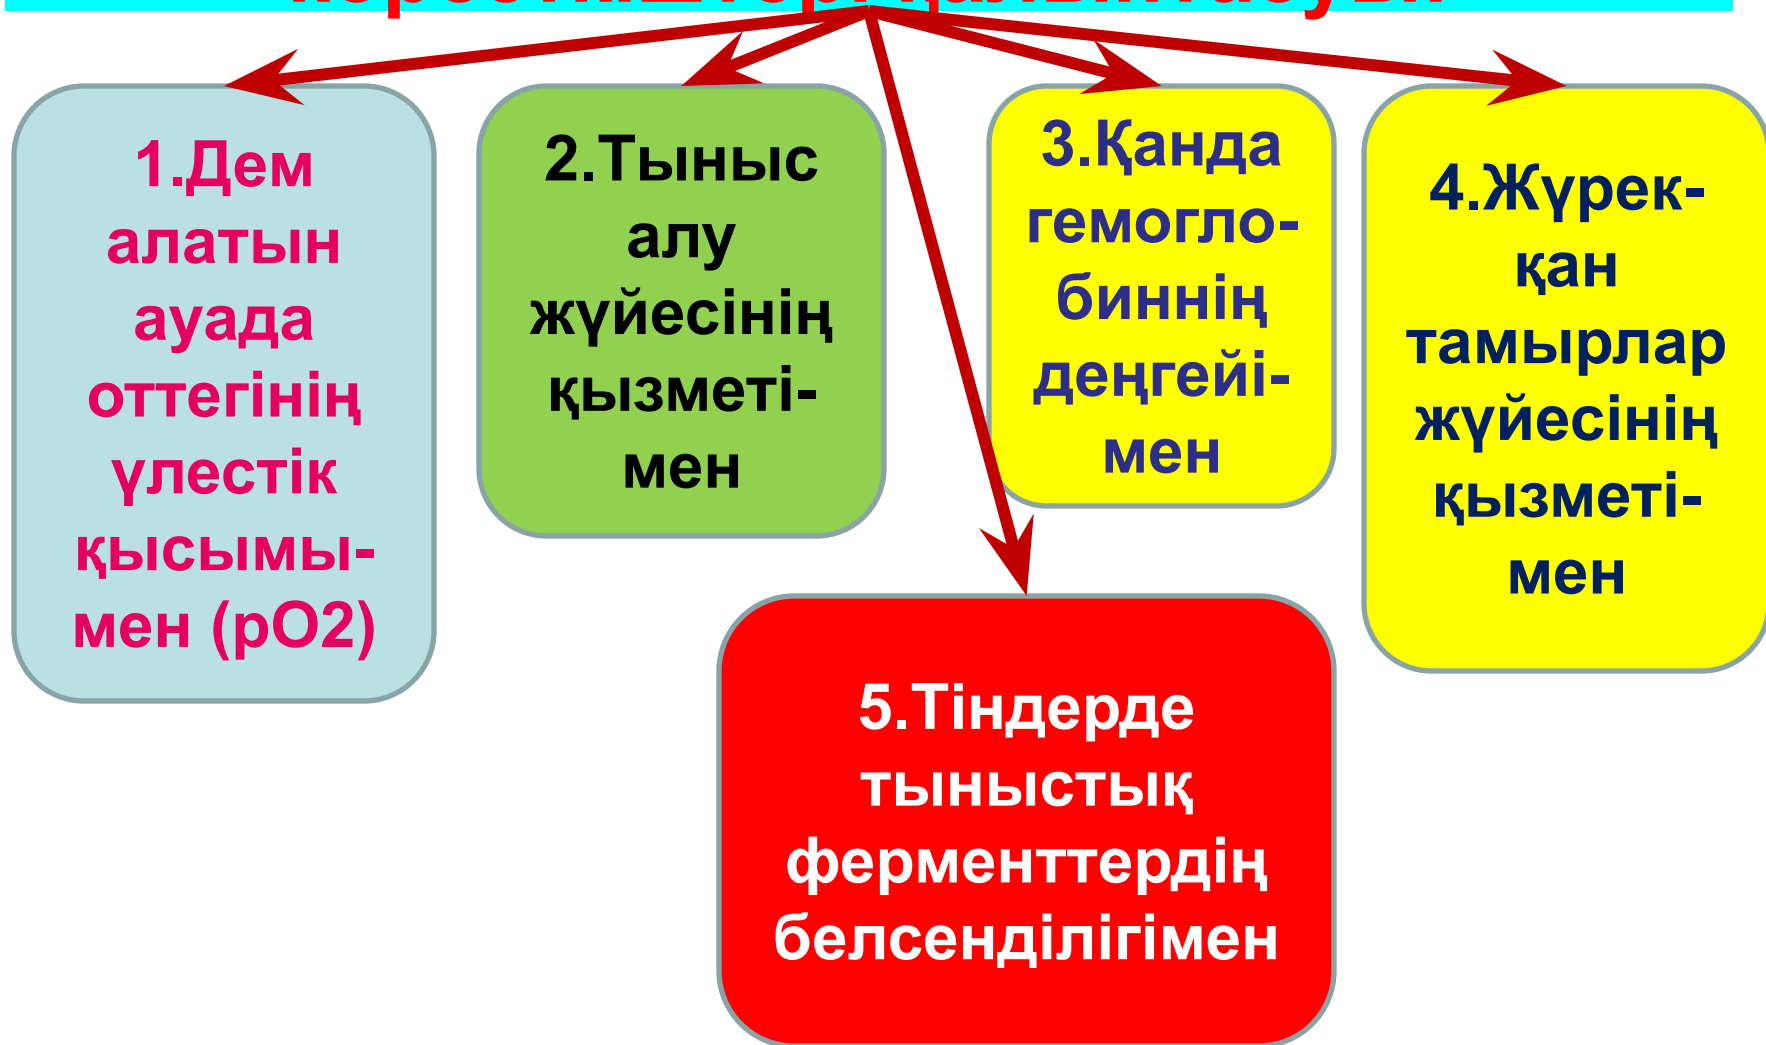 1.Дем
алатын
ауада
оттегінің
үлестік
қысымы-
мен (рО2)
2.Тыныс
алу
жүйесінің
қызметі-
мен
3.Қанда
гемогло-
биннің
деңгейі-
мен
4.Жүрек-
қан
тамырлар
жүйесінің
қызметі-
мен
5.Тіндерде
тыныстық
ферменттердің
белсенділігімен